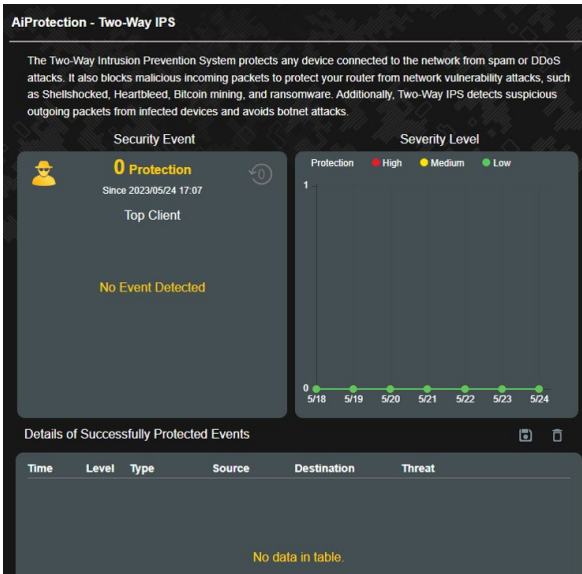 AiProtection - Two-Way IPS
The Two-Way Intrusion Prevention System protects any device connected to the network from spam or DDoS
attacks. It also blocks malicious incoming packets to protect your router from network vulnerability attacks, such
as Shellshocked, Heartbleed, Bitcoin mining, and ransomware. Additionally, Two-Way IPS detects suspicious
outgoing packets from infected devices and avoids botnet attacks.
Security Event
0 Protection
Since 2023/05/24 17:07
0
Top Client
No Event Detected
Severity Level
Protection High Medium Low
1
0
5/18 5/19 5/20 5/21 5/22 5/23 5/24
Details of Successfully Protected Events
Time Level Type Source Destination Threat
No data in table.